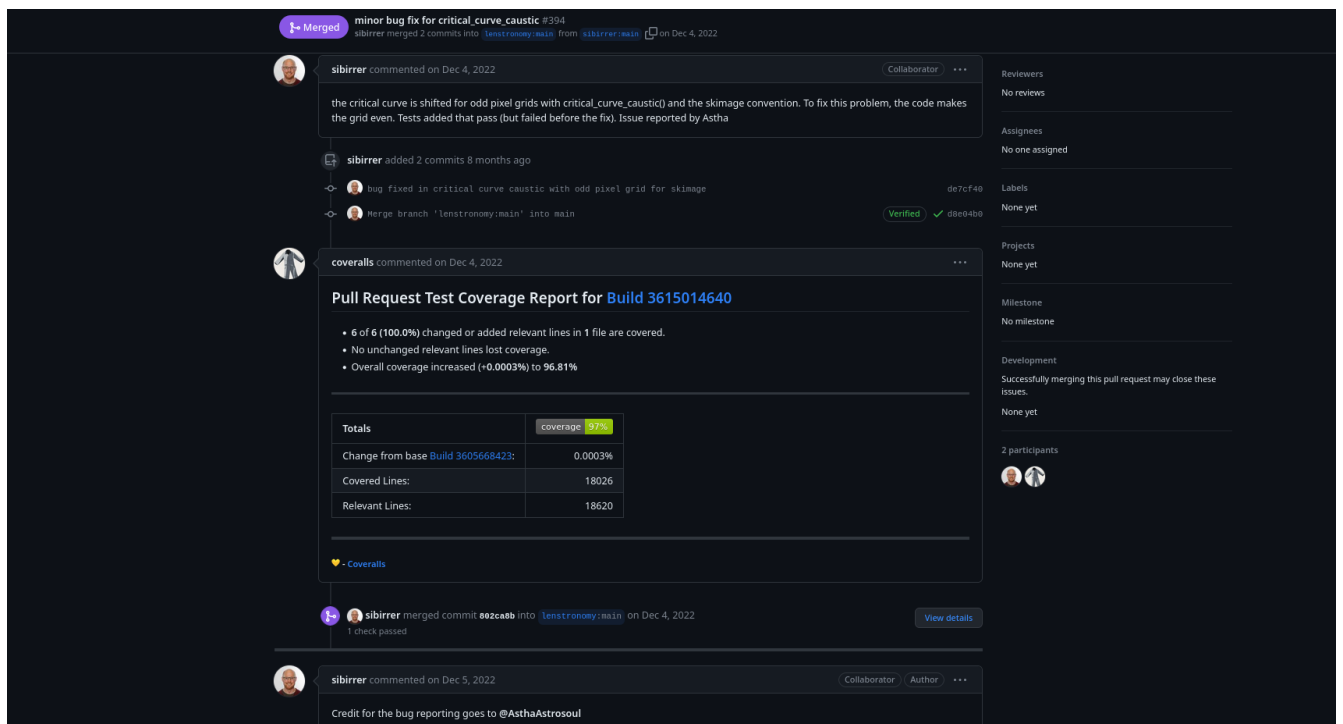 Merged
minor bug fix for critical_curve_caustic #394
sibirrer merged 2 commits into lenstronomy:main from sibirrer:main on Dec 4, 2022
sibirrer commented on Dec 4, 2022
Collaborator ···
the critical curve is shifted for odd pixel grids with critical_curve_caustic() and the skimage convention. To fix this problem, the code makes
the grid even. Tests added that pass (but failed before the fix). Issue reported by Astha
sibirrer added 2 commits 8 months ago
bug fixed in critical curve caustic with odd pixel grid for skimage de7cf40
Merge branch 'lenstronomy:main' into main Verified d8e04b0
coveralls commented on Dec 4, 2022 ···
Pull Request Test Coverage Report for Build 3615014640
• 6 of 6 (100.0%) changed or added relevant lines in 1 file are covered.
• No unchanged relevant lines lost coverage.
• Overall coverage increased (+0.0003%) to 96.81%
Totals coverage 97%
Change from base Build 3605668423: 0.0003%
Covered Lines: 18026
Relevant Lines: 18620
💛 - Coveralls
sibirrer merged commit 802ca8b into lenstronomy:main on Dec 4, 2022
1 check passed
View details
sibirrer commented on Dec 5, 2022
Collaborator Author ···
Credit for the bug reporting goes to @AsthaAstrosoul
Reviewers
No reviews
Assignees
No one assigned
Labels
None yet
Projects
None yet
Milestone
No milestone
Development
Successfully merging this pull request may close these
issues.
None yet
2 participants